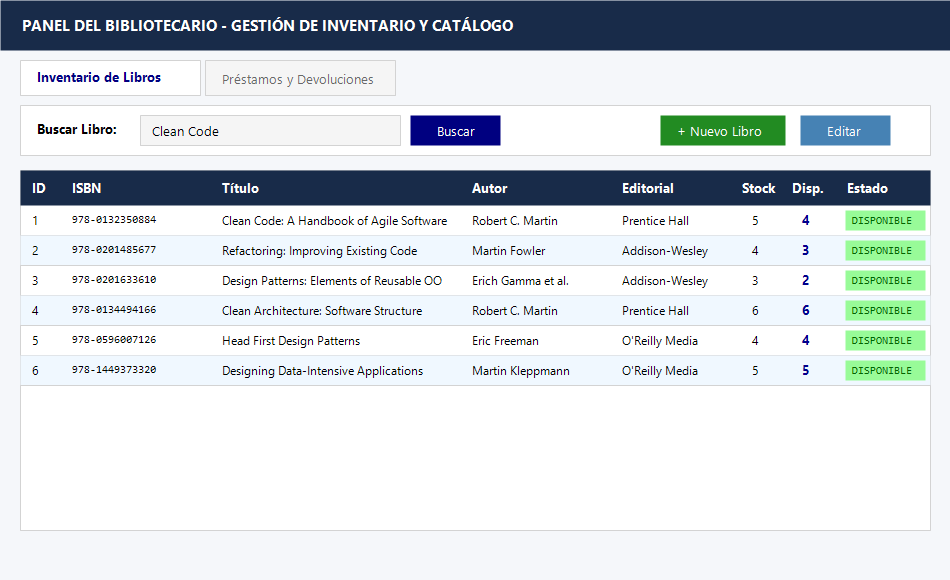 PANEL DEL BIBLIOTECARIO - GESTIÓN DE INVENTARIO Y CATÁLOGO
Inventario de Libros Préstamos y Devoluciones
Buscar Libro: Clean Code Buscar + Nuevo Libro Editar
ID ISBN Título Autor Editorial Stock Disp. Estado
1 978-0132350884 Clean Code: A Handbook of Agile Software Robert C. Martin Prentice Hall 5 4 DISPONIBLE
2 978-0201485677 Refactoring: Improving Existing Code Martin Fowler Addison-Wesley 4 3 DISPONIBLE
3 978-0201633610 Design Patterns: Elements of Reusable OO Erich Gamma et al. Addison-Wesley 3 2 DISPONIBLE
4 978-0134494166 Clean Architecture: Software Structure Robert C. Martin Prentice Hall 6 6 DISPONIBLE
5 978-0596007126 Head First Design Patterns Eric Freeman O'Reilly Media 4 4 DISPONIBLE
6 978-1449373320 Designing Data-Intensive Applications Martin Kleppmann O'Reilly Media 5 5 DISPONIBLE